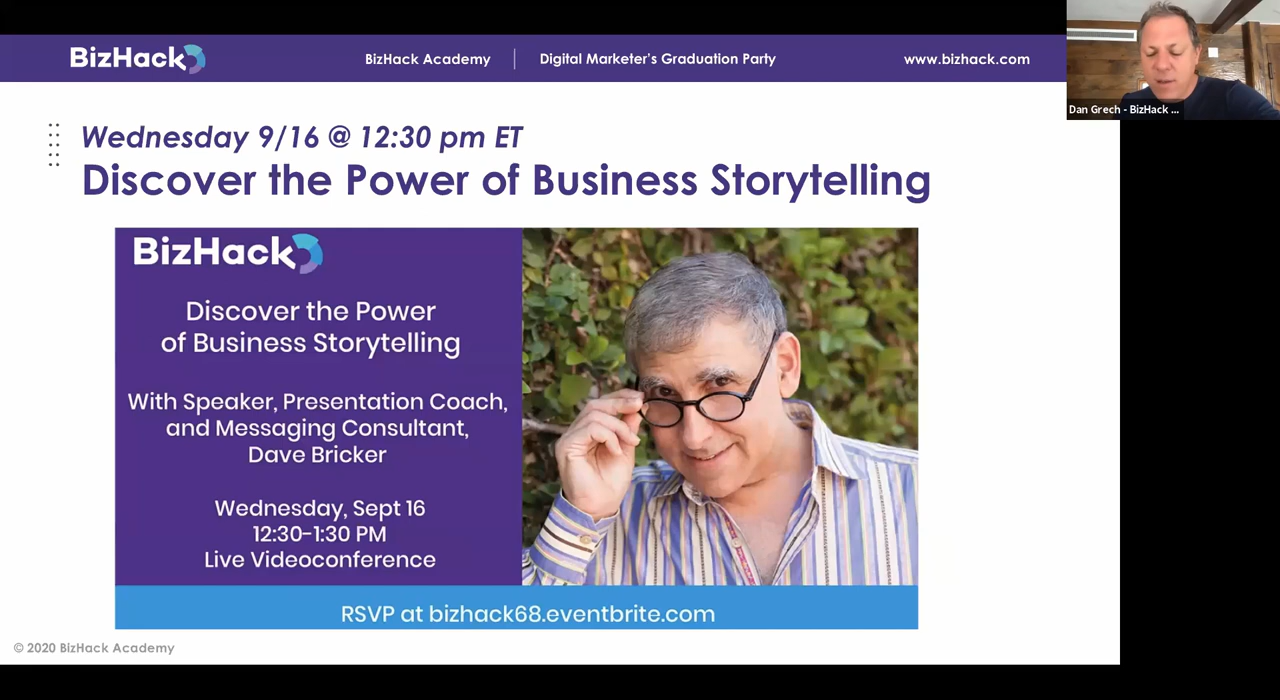 BizHack
BizHack Academy
Digital Marketer's Graduation Party
www.bizhack.com
Dan Grech - BizHack ...
Wednesday 9/16 @ 12:30 pm ET
Discover the Power of Business Storytelling
BizHack
Discover the Power
of Business Storytelling
With Speaker, Presentation Coach,
and Messaging Consultant,
Dave Bricker
Wednesday, Sept 16
12:30-1:30 PM
Live Videoconference
RSVP at bizhack68.eventbrite.com
© 2020 BizHack Academy